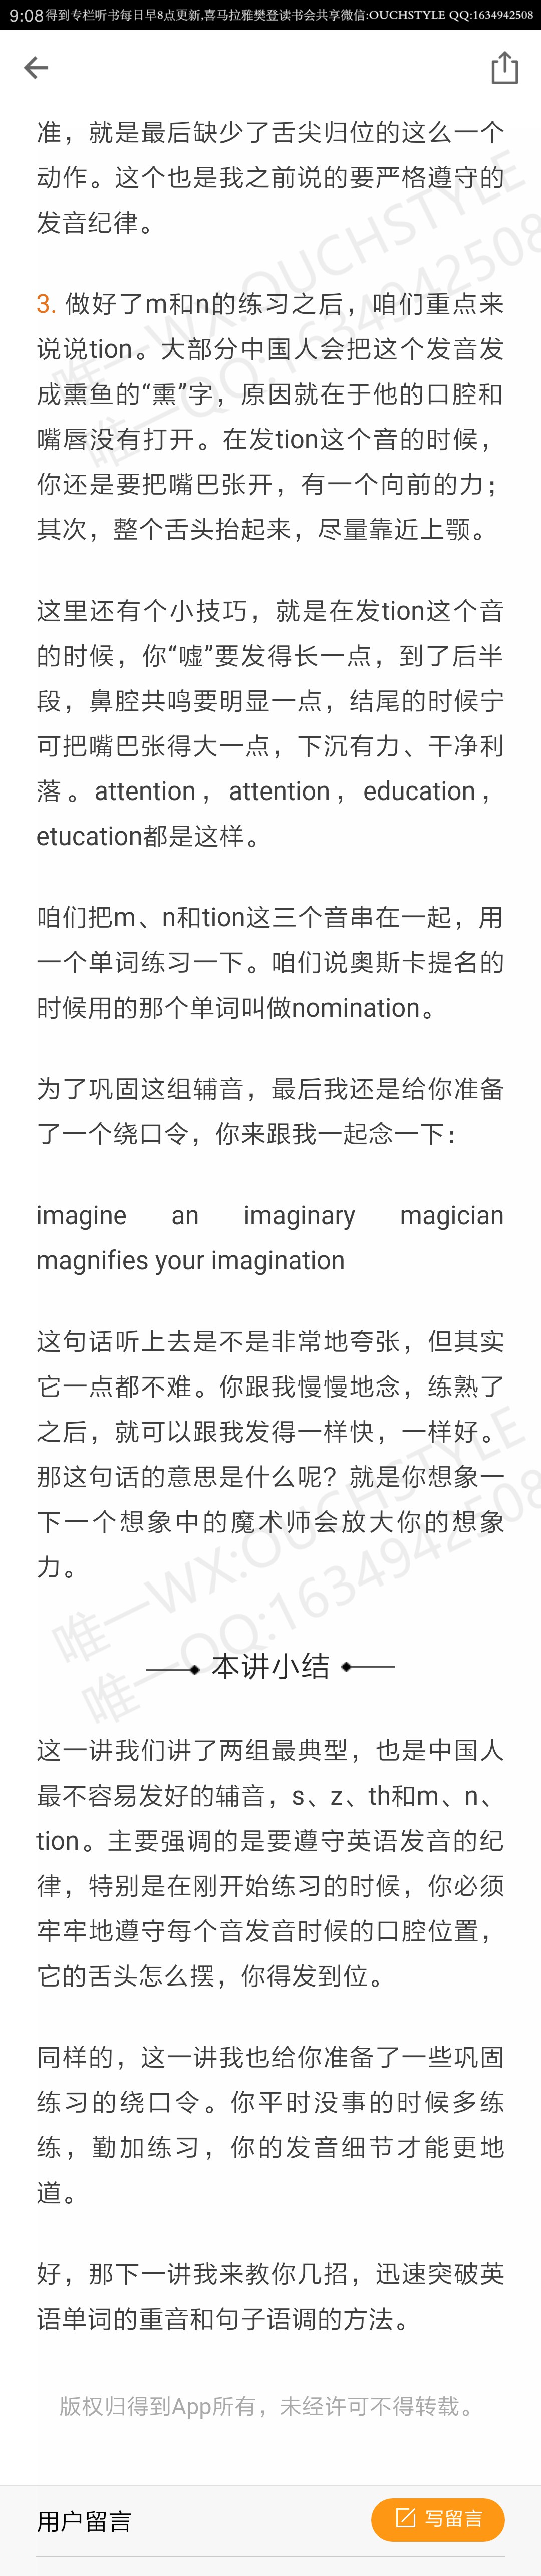 9:08得到专栏听书每日早8点更新,喜马拉雅樊登读书会共享微信:OUCHSTYLE QQ:1634942508
准，就是最后缺少了舌尖归位的这么一个
动作。这个也是我之前说的要严格遵守的
发音纪律。
3. 做好了m和n的练习之后，咱们重点来
说说tion。大部分中国人会把这个发音发
成熏鱼的“熏”字，原因就在于他的口腔和
嘴唇没有打开。在发tion这个音的时候，
你还是要把嘴巴张开，有一个向前的力；
其次，整个舌头抬起来，尽量靠近上颚。
这里还有个小技巧，就是在发tion这个音
的时候，你“嘘”要发得长一点，到了后半
段，鼻腔共鸣要明显一点，结尾的时候宁
可把嘴巴张得大一点，下沉有力、干净利
落。attention，attention，education，
etucation都是这样。
咱们把m、n和tion这三个音串在一起，用
一个单词练习一下。咱们说奥斯卡提名的
时候用的那个单词叫做nomination。
为了巩固这组辅音，最后我还是给你准备
了一个绕口令，你来跟我一起念一下：
imagine an imaginary magician
magnifies your imagination
这句话听上去是不是非常地夸张，但其实
它一点都不难。你跟我慢慢地念，练熟了
之后，就可以跟我发得一样快，一样好。
那这句话的意思是什么呢？就是你想象一
下一个想象中的魔术师会放大你的想象
力。
本讲小结
这一讲我们讲了两组最典型，也是中国人
最不容易发好的辅音，s、z、th和m、n、
tion。主要强调的是要遵守英语发音的纪
律，特别是在刚开始练习的时候，你必须
牢牢地遵守每个音发音时候的口腔位置，
它的舌头怎么摆，你得发到位。
同样的，这一讲我也给你准备了一些巩固
练习的绕口令。你平时没事的时候多练
练，勤加练习，你的发音细节才能更地
道。
好，那下一讲我来教你几招，迅速突破英
语单词的重音和句子语调的方法。
版权归得到App所有，未经许可不得转载。
用户留言
写留言
唯一WX:OUCHSTYLE
唯一QQ:1634942508
唯一WX:OUCHSTYLE
唯一QQ:1634942508